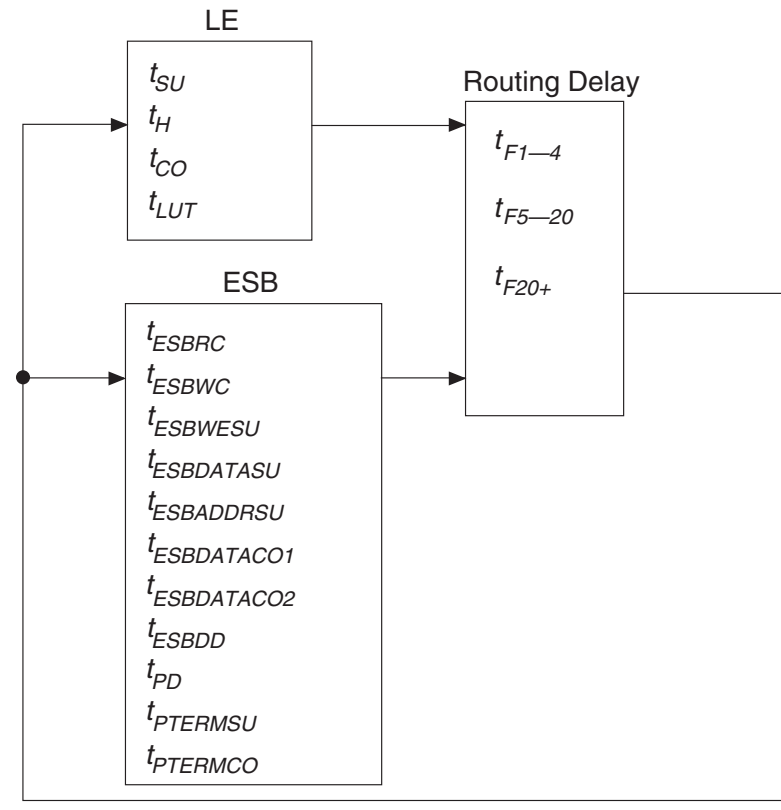 LE
tSU
tH
tCO
tLUT
Routing Delay
tF1—4
tF5—20
tF20+
ESB
tESBRC
tESBWC
tESBWESU
tESBDATASU
tESBADDRSU
tESBDATACO1
tESBDATACO2
tESBDD
tPD
tPTERMSU
tPTERMCO